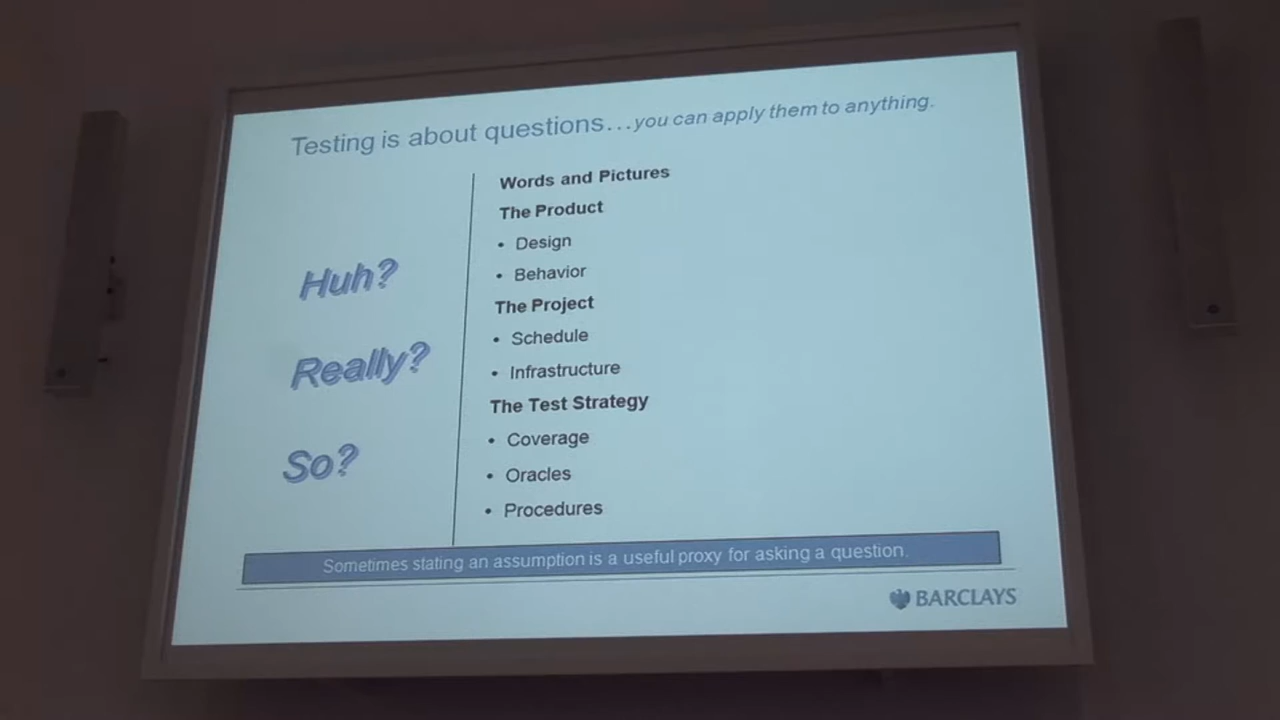 Testing is about questions…you can apply them to anything.
Huh?
Really?
So?
Words and Pictures
The Product
• Design
• Behavior
The Project
• Schedule
• Infrastructure
The Test Strategy
• Coverage
• Oracles
• Procedures
Sometimes stating an assumption is a useful proxy for asking a question.
BARCLAYS